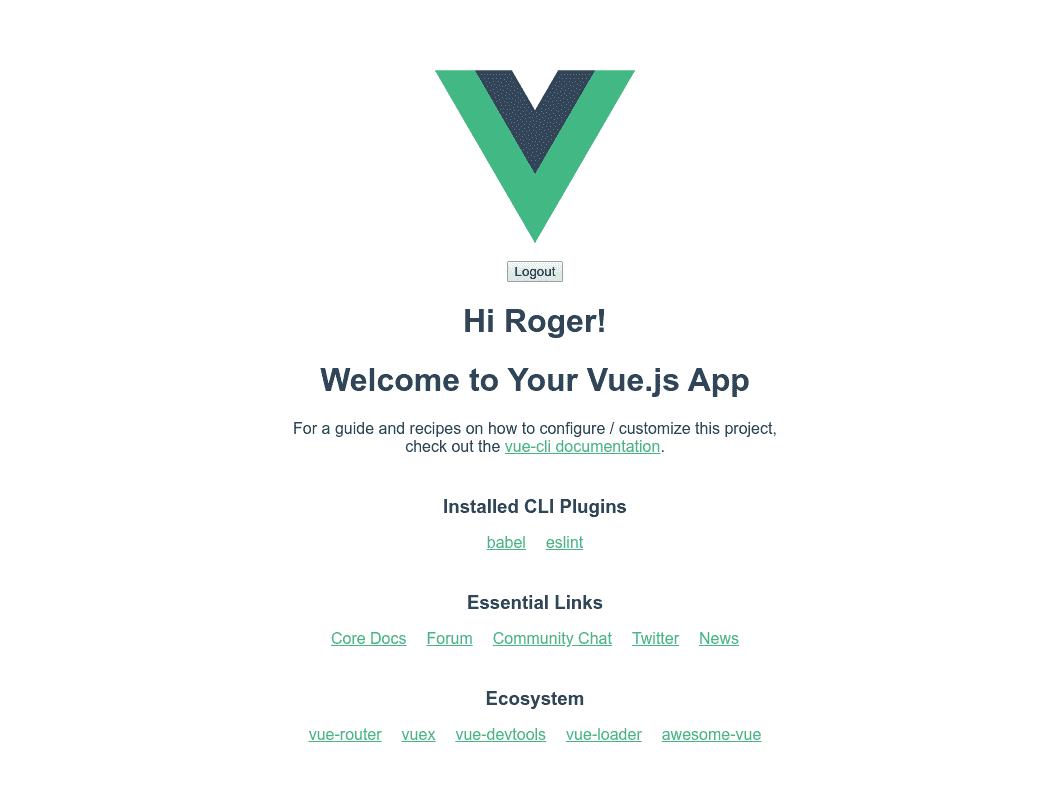 Logout
Hi Roger!
Welcome to Your Vue.js App
For a guide and recipes on how to configure / customize this project,
check out the vue-cli documentation.
Installed CLI Plugins
babel eslint
Essential Links
Core Docs Forum Community Chat Twitter News
Ecosystem
vue-router vuex vue-devtools vue-loader awesome-vue